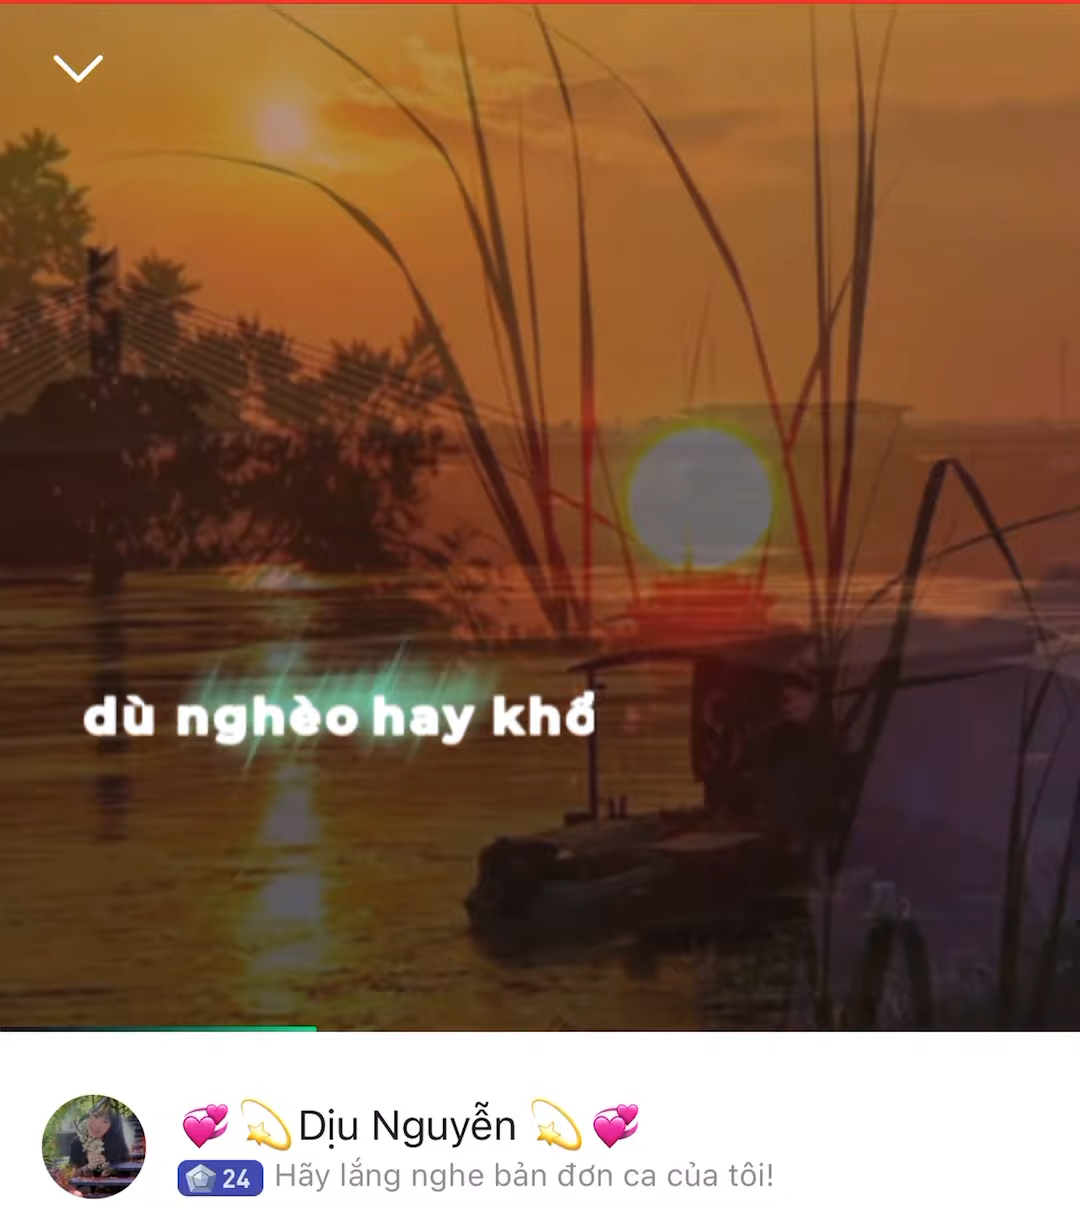 dù nghèo hay khổ
💞 💫Dịu Nguyễn 💫 💞
24 Hãy lắng nghe bản đơn ca của tôi!